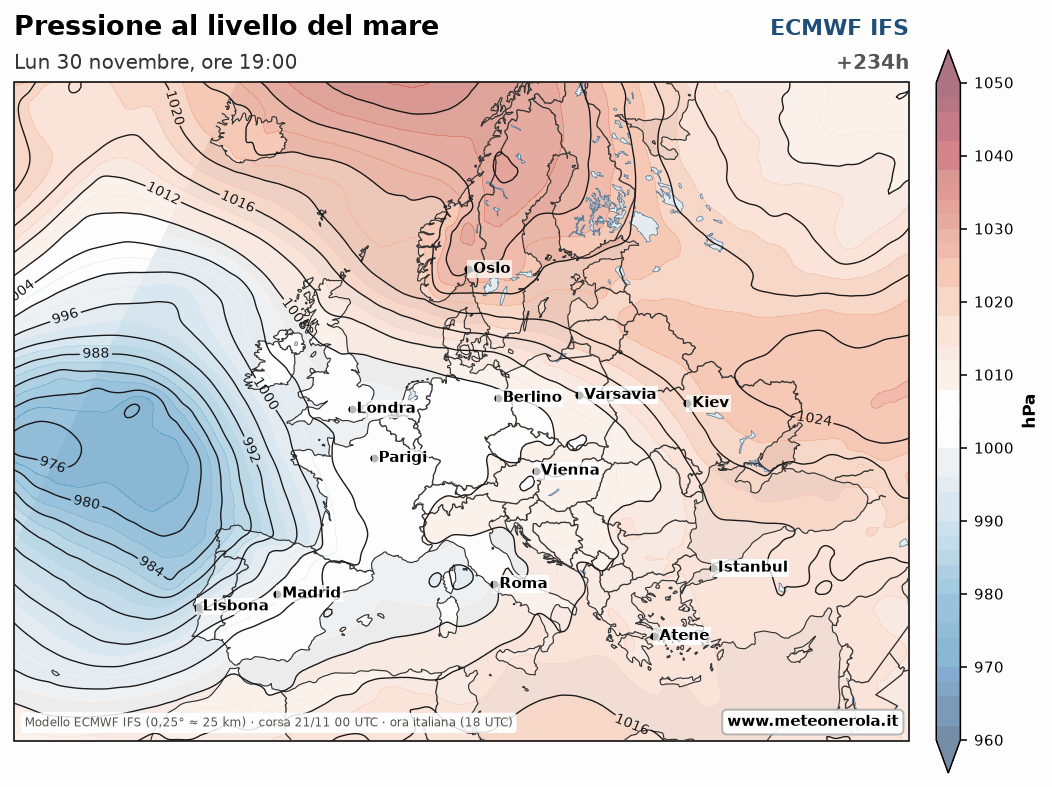 Pressione al livello del mare
ECMWF IFS
Lun 30 novembre, ore 19:00
+234h
1020
1012
1016
004
996
988
1000
992
976
980
984
1024
1016
Oslo
Londra
Berlino
Varsavia
Kiev
Parigi
Vienna
Istanbul
Roma
Madrid
Lisbona
Atene
Modello ECMWF IFS (0,25° ≈ 25 km) · corsa 21/11 00 UTC · ora italiana (18 UTC)
www.meteonerola.it
1050
1040
1030
1020
1010
1000
990
980
970
960
hPa